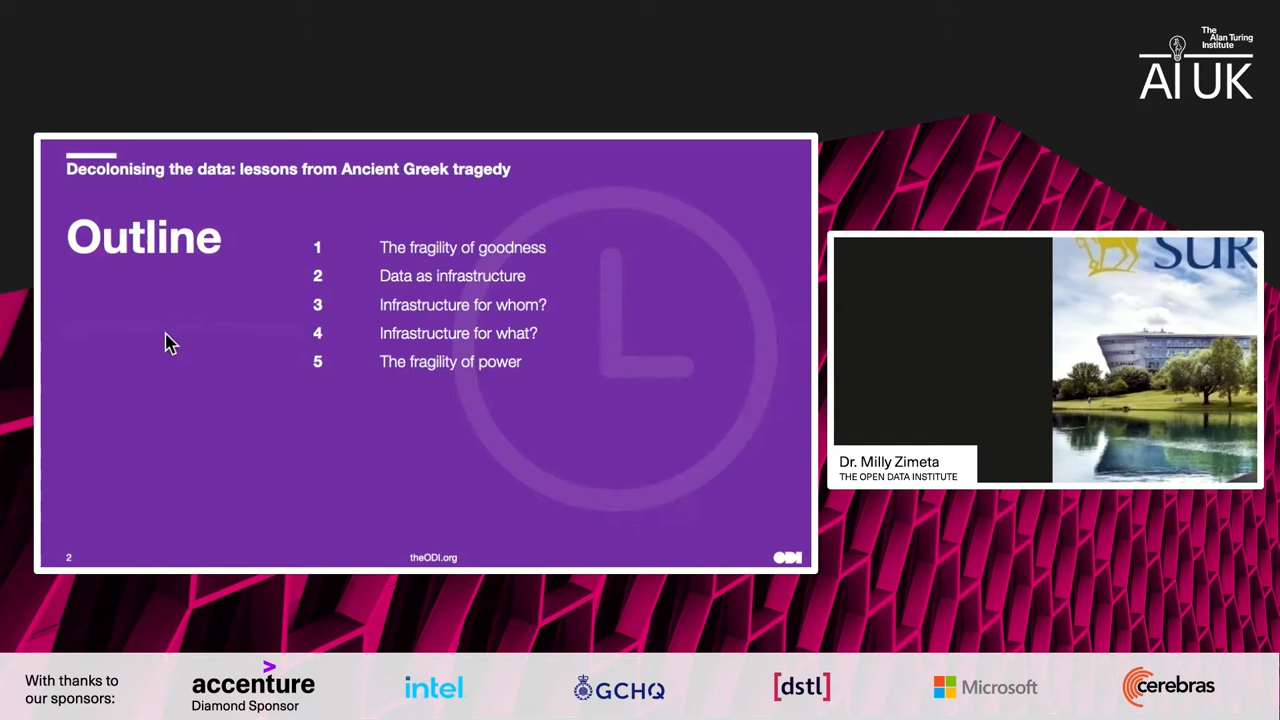 The
Alan Turing
Institute
AI UK
Decolonising the data: lessons from Ancient Greek tragedy
Outline
1 The fragility of goodness
2 Data as infrastructure
3 Infrastructure for whom?
4 Infrastructure for what?
5 The fragility of power
2 theODI.org ODI
SUR
Dr. Milly Zimeta
THE OPEN DATA INSTITUTE
With thanks to
our sponsors:
accenture
Diamond Sponsor
intel
GCHQ
[dstl]
Microsoft
cerebras